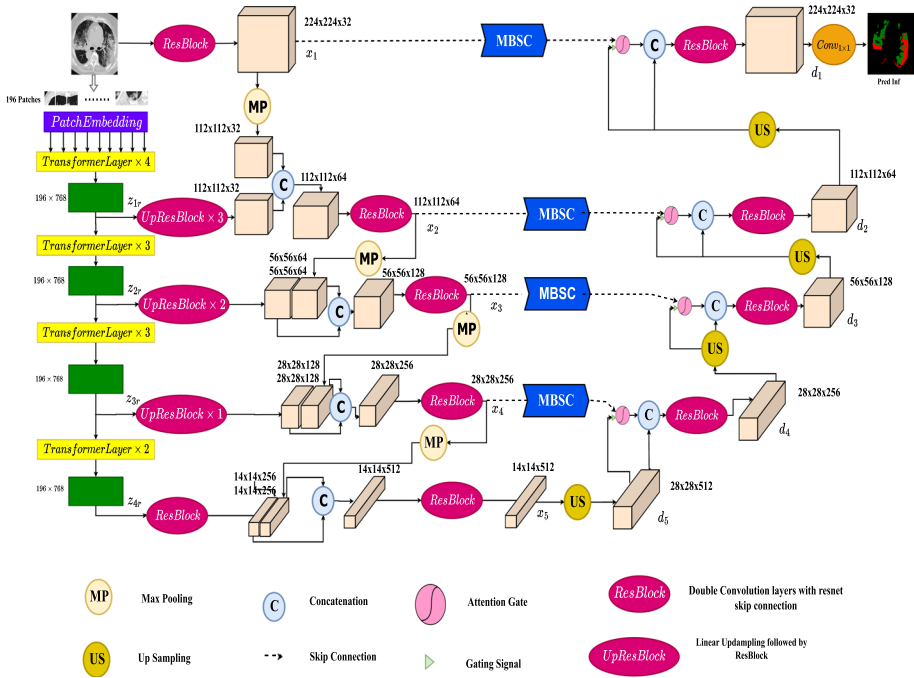 224x224x32
224x224x32
ResBlock
x1
MBSC
C
ResBlock
d1
Conv1×1
Pred Inf
196 Patches
PatchEmbedding
MP
US
112x112x32
TransformerLayer × 4
196 × 768
z1r
112x112x32
UpResBlock × 3
C
112x112x64
ResBlock
112x112x64
x2
MBSC
C
ResBlock
112x112x64
d2
TransformerLayer × 3
MP
US
196 × 768
z2r
UpResBlock × 2
56x56x64
56x56x64
C
56x56x128
ResBlock
56x56x128
x3
MBSC
C
ResBlock
56x56x128
d3
TransformerLayer × 3
MP
US
196 × 768
z3r
UpResBlock × 1
28x28x128
28x28x128
C
28x28x256
ResBlock
28x28x256
x4
MBSC
C
ResBlock
28x28x256
d4
TransformerLayer × 2
MP
196 × 768
z4r
ResBlock
14x14x256
14x14x256
C
14x14x512
ResBlock
14x14x512
x5
US
28x28x512
d5
MP
Max Pooling
C
Concatenation
Attention Gate
ResBlock
Double Convolution layers with resnet
skip connection
US
Up Sampling
Skip Connection
Gating Signal
UpResBlock
Linear Updampling followed by
ResBlock